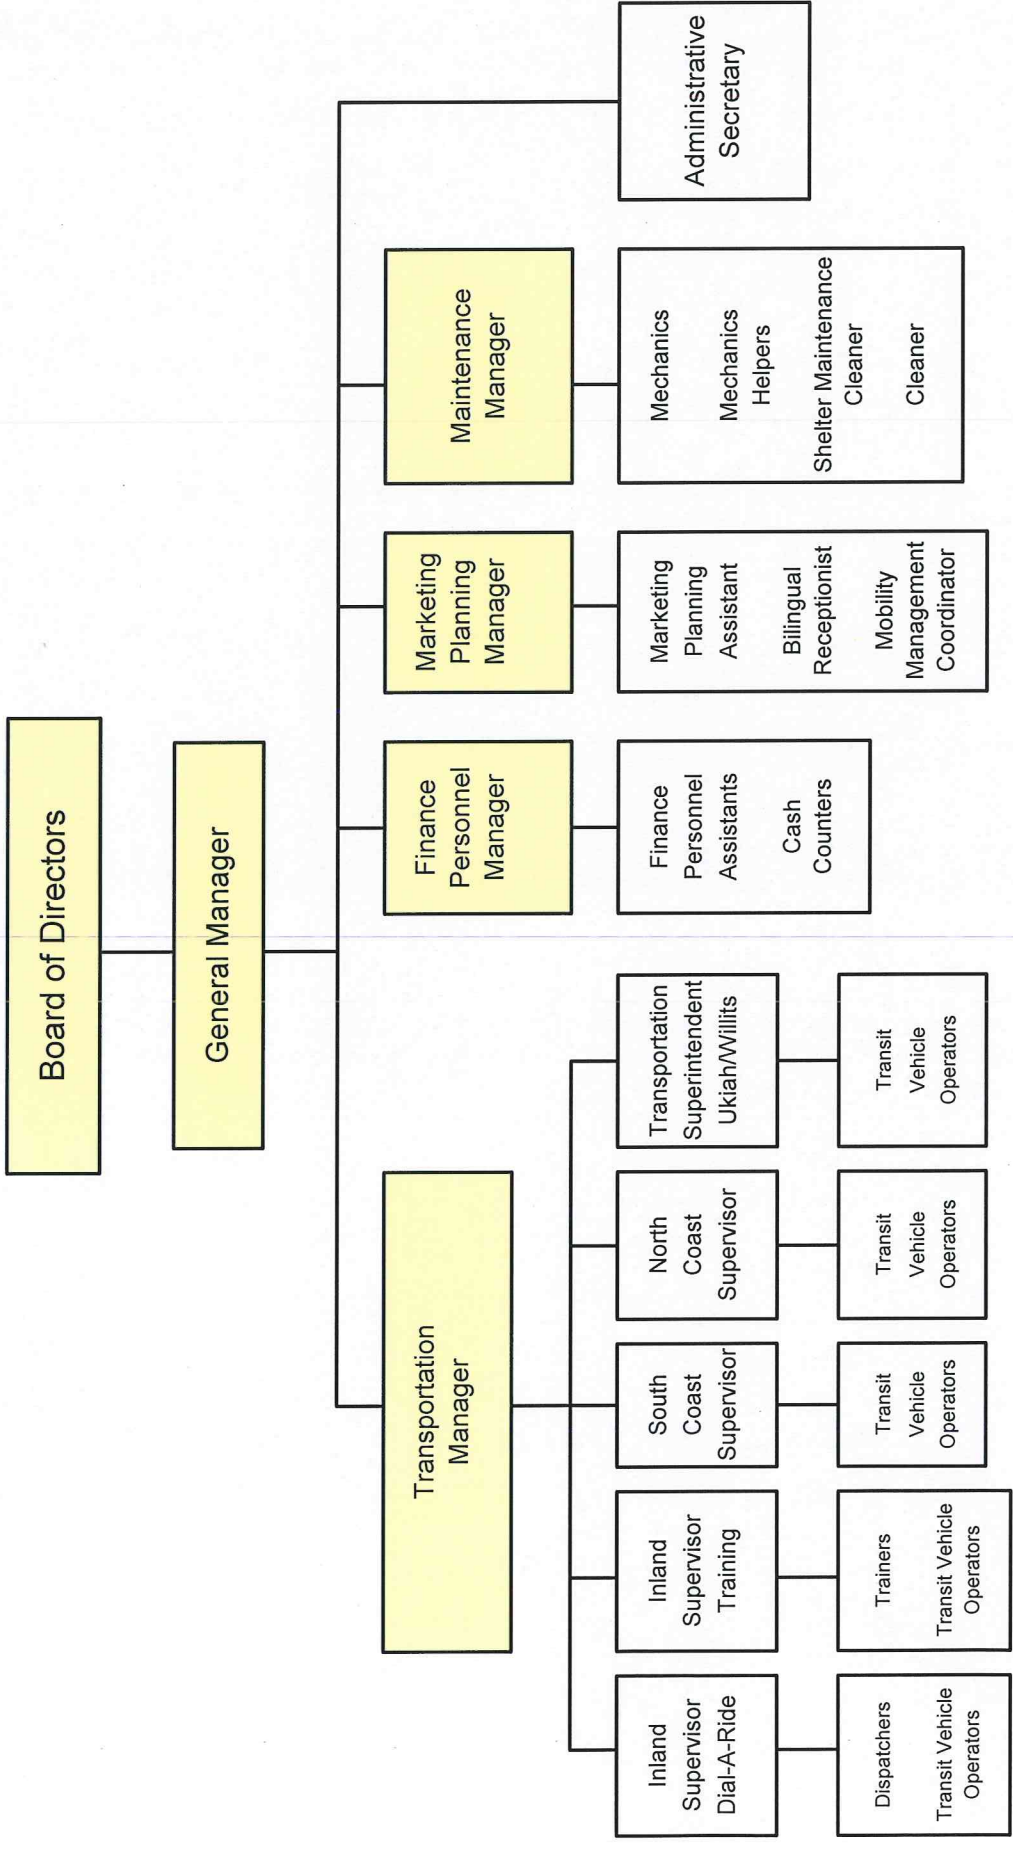 Board of Directors
General Manager
Transportation
Manager
Finance
Personnel
Manager
Marketing
Planning
Manager
Maintenance
Manager
Inland
Supervisor
Dial-A-Ride
Inland
Supervisor
Training
South
Coast
Supervisor
North
Coast
Supervisor
Transportation
Superintendent
Ukiah/Willits
Finance
Personnel
Assistants
Cash
Counters
Marketing
Planning
Assistant
Bilingual
Receptionist
Mobility
Management
Coordinator
Mechanics
Mechanics
Helpers
Shelter Maintenance
Cleaner
Cleaner
Administrative
Secretary
Dispatchers
Transit Vehicle
Operators
Trainers
Transit Vehicle
Operators
Transit
Vehicle
Operators
Transit
Vehicle
Operators
Transit
Vehicle
Operators